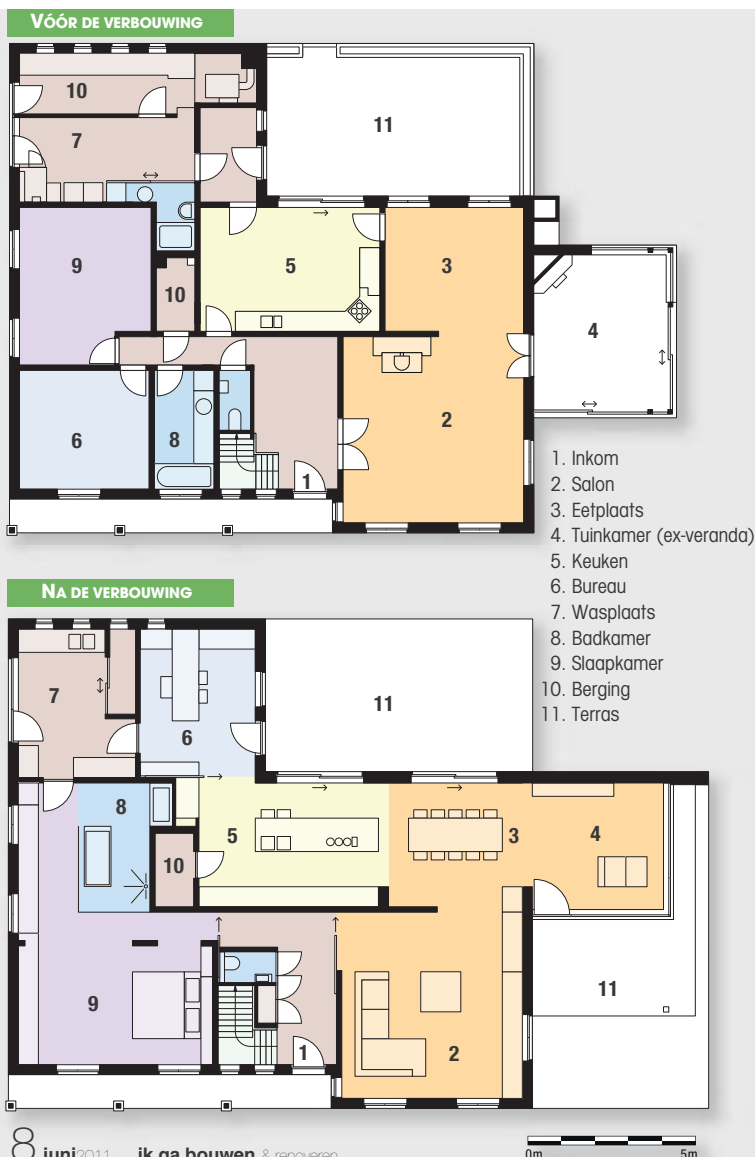 VÓÓR DE VERBOUWING
10
7
11
9
5
3
10
4
6
8
2
1
1. Inkom
2. Salon
3. Eetplaats
4. Tuinkamer (ex-veranda)
5. Keuken
6. Bureau
7. Wasplaats
8. Badkamer
9. Slaapkamer
10. Berging
11. Terras
NA DE VERBOUWING
7
6
11
8
5
3
4
10
9
11
1
2
0m 5m
8 juni 2011 ik ga bouwen & renoveren